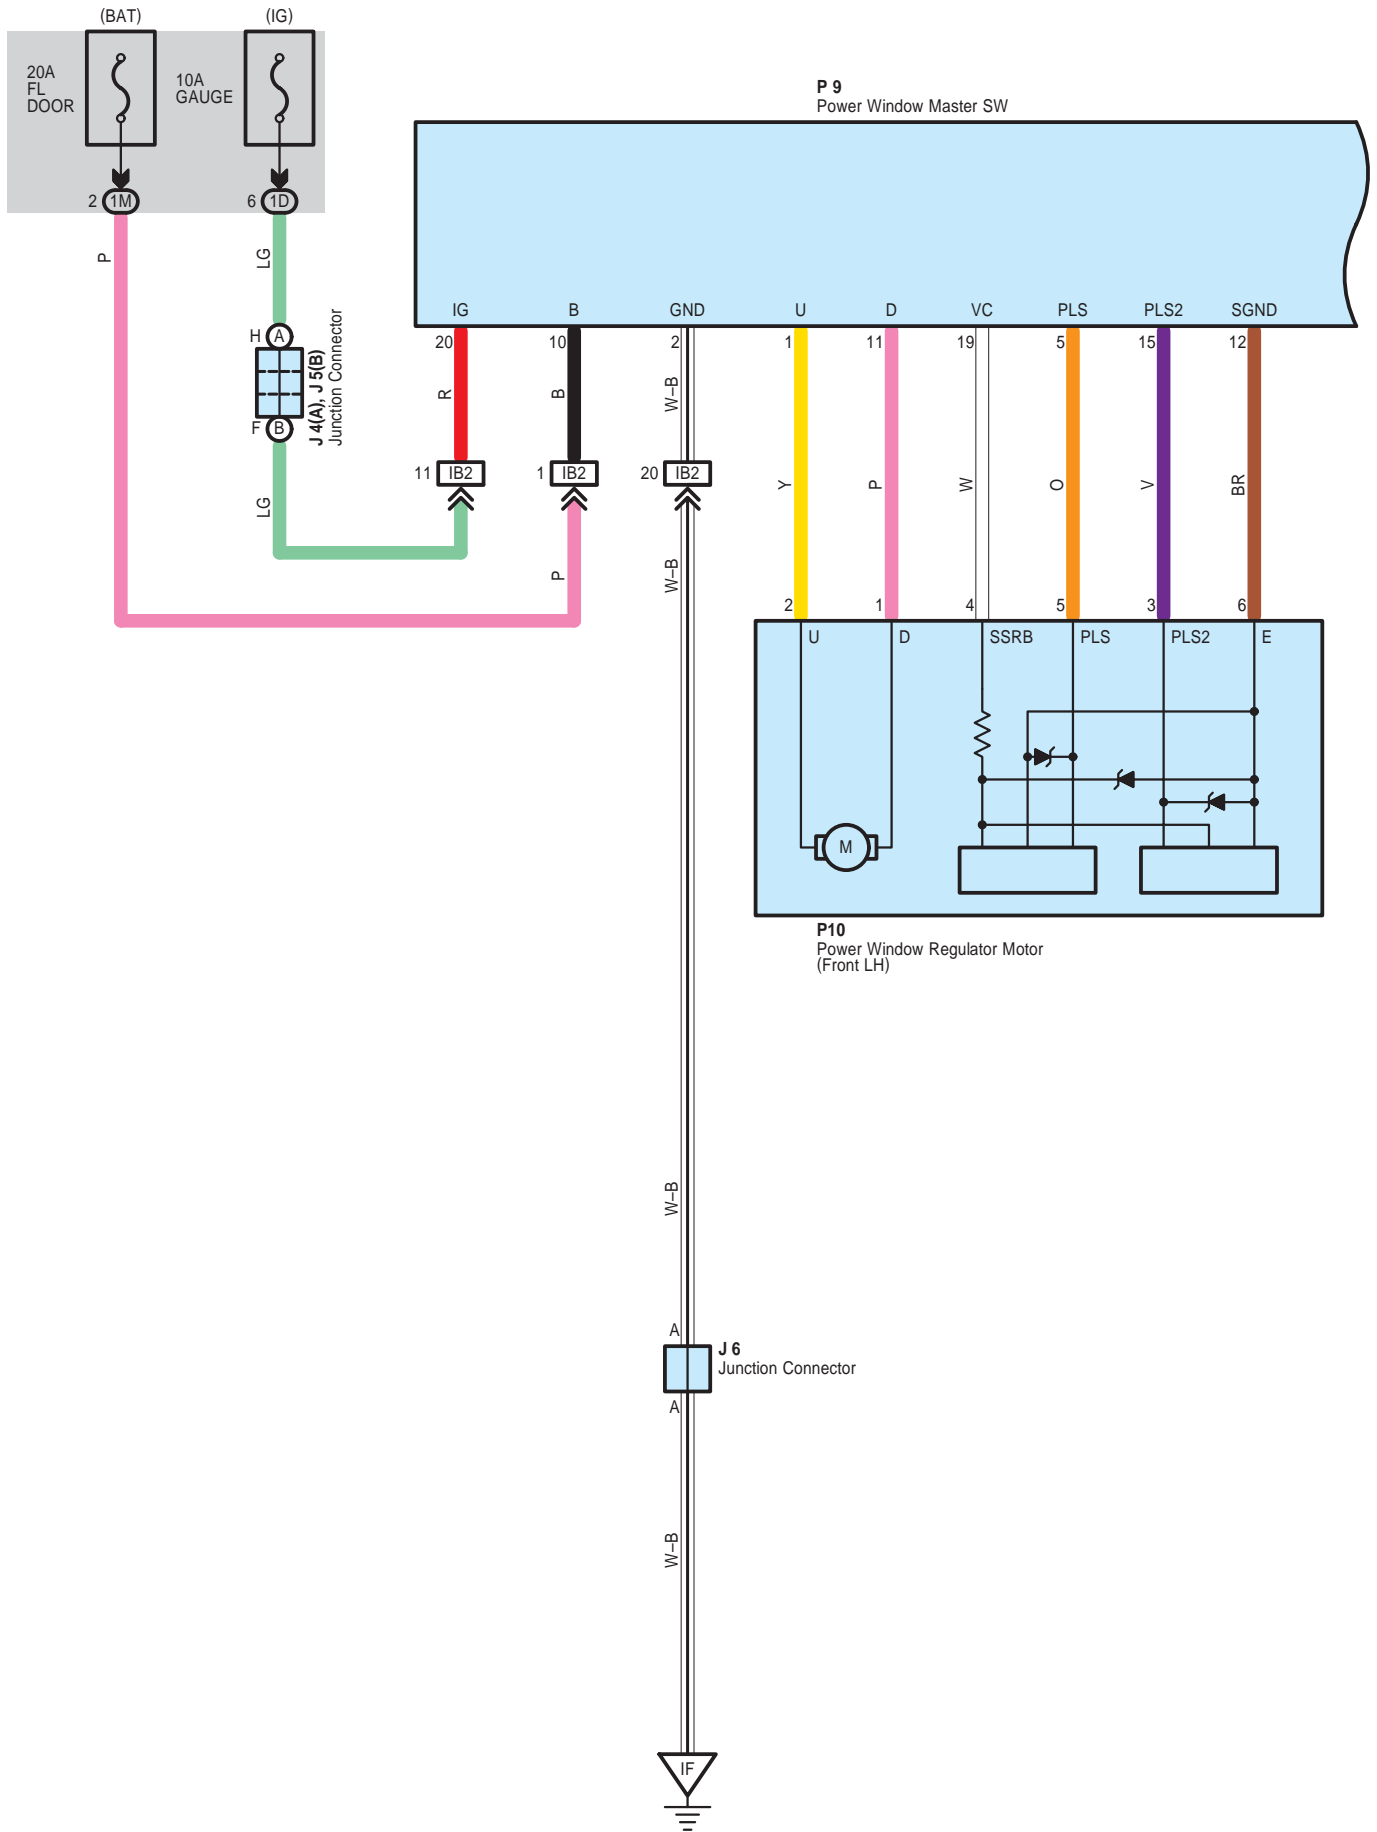 (BAT)
(IG)
20A
FL
DOOR
10A
GAUGE
2 1M
6 1D
P
LG
H A
J 4(A), J 5(B)
Junction Connector
F B
LG
P 9
Power Window Master SW
IG B GND U D VC PLS PLS2 SGND
20 10 2 1 11 19 5 15 12
R B W–B
11 IB2 1 IB2 20 IB2
Y P W O V BR
P W–B
2 1 4 5 3 6
U D SSRB PLS PLS2 E
M
P10
Power Window Regulator Motor
(Front LH)
W–B
A
J 6
Junction Connector
A
W–B
IF